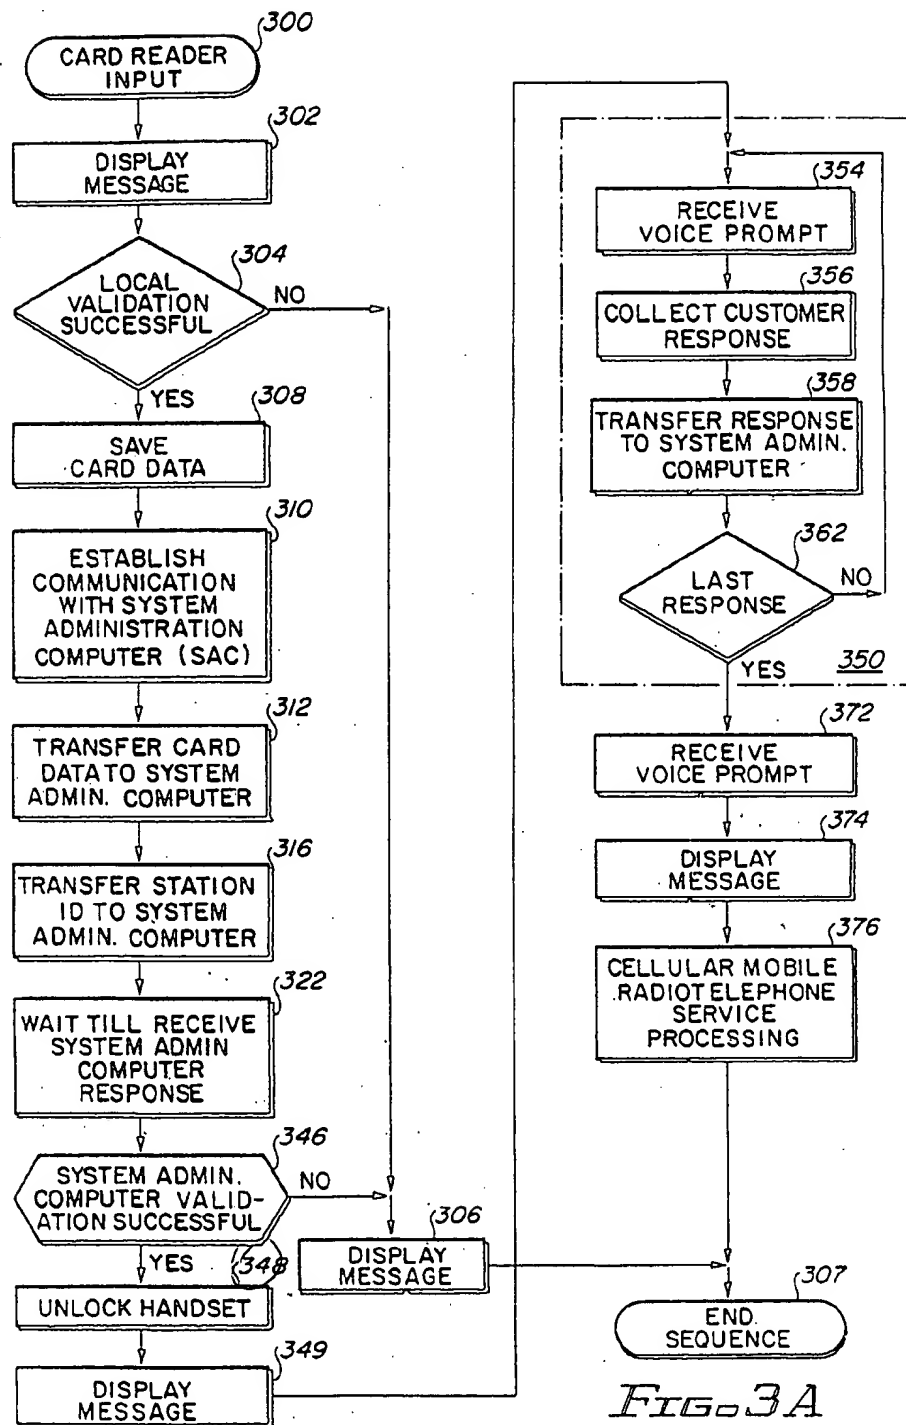 300
CARD READER
INPUT
302
DISPLAY
MESSAGE
304
LOCAL
VALIDATION
SUCCESSFUL
NO
YES
308
SAVE
CARD DATA
310
ESTABLISH
COMMUNICATION
WITH SYSTEM
ADMINISTRATION
COMPUTER (SAC)
312
TRANSFER CARD
DATA TO SYSTEM
ADMIN. COMPUTER
316
TRANSFER STATION
ID TO SYSTEM
ADMIN. COMPUTER
322
WAIT TILL RECEIVE
SYSTEM ADMIN
COMPUTER
RESPONSE
346
SYSTEM ADMIN.
COMPUTER VALID-
ATION SUCCESSFUL
NO
YES
348
UNLOCK HANDSET
349
DISPLAY
MESSAGE
306
DISPLAY
MESSAGE
354
RECEIVE
VOICE PROMPT
356
COLLECT CUSTOMER
RESPONSE
358
TRANSFER RESPONSE
TO SYSTEM ADMIN.
COMPUTER
362
LAST
RESPONSE
NO
YES
350
372
RECEIVE
VOICE PROMPT
374
DISPLAY
MESSAGE
376
CELLULAR MOBILE
RADIOTELEPHONE
SERVICE
PROCESSING
307
END
SEQUENCE
FIG. 3A